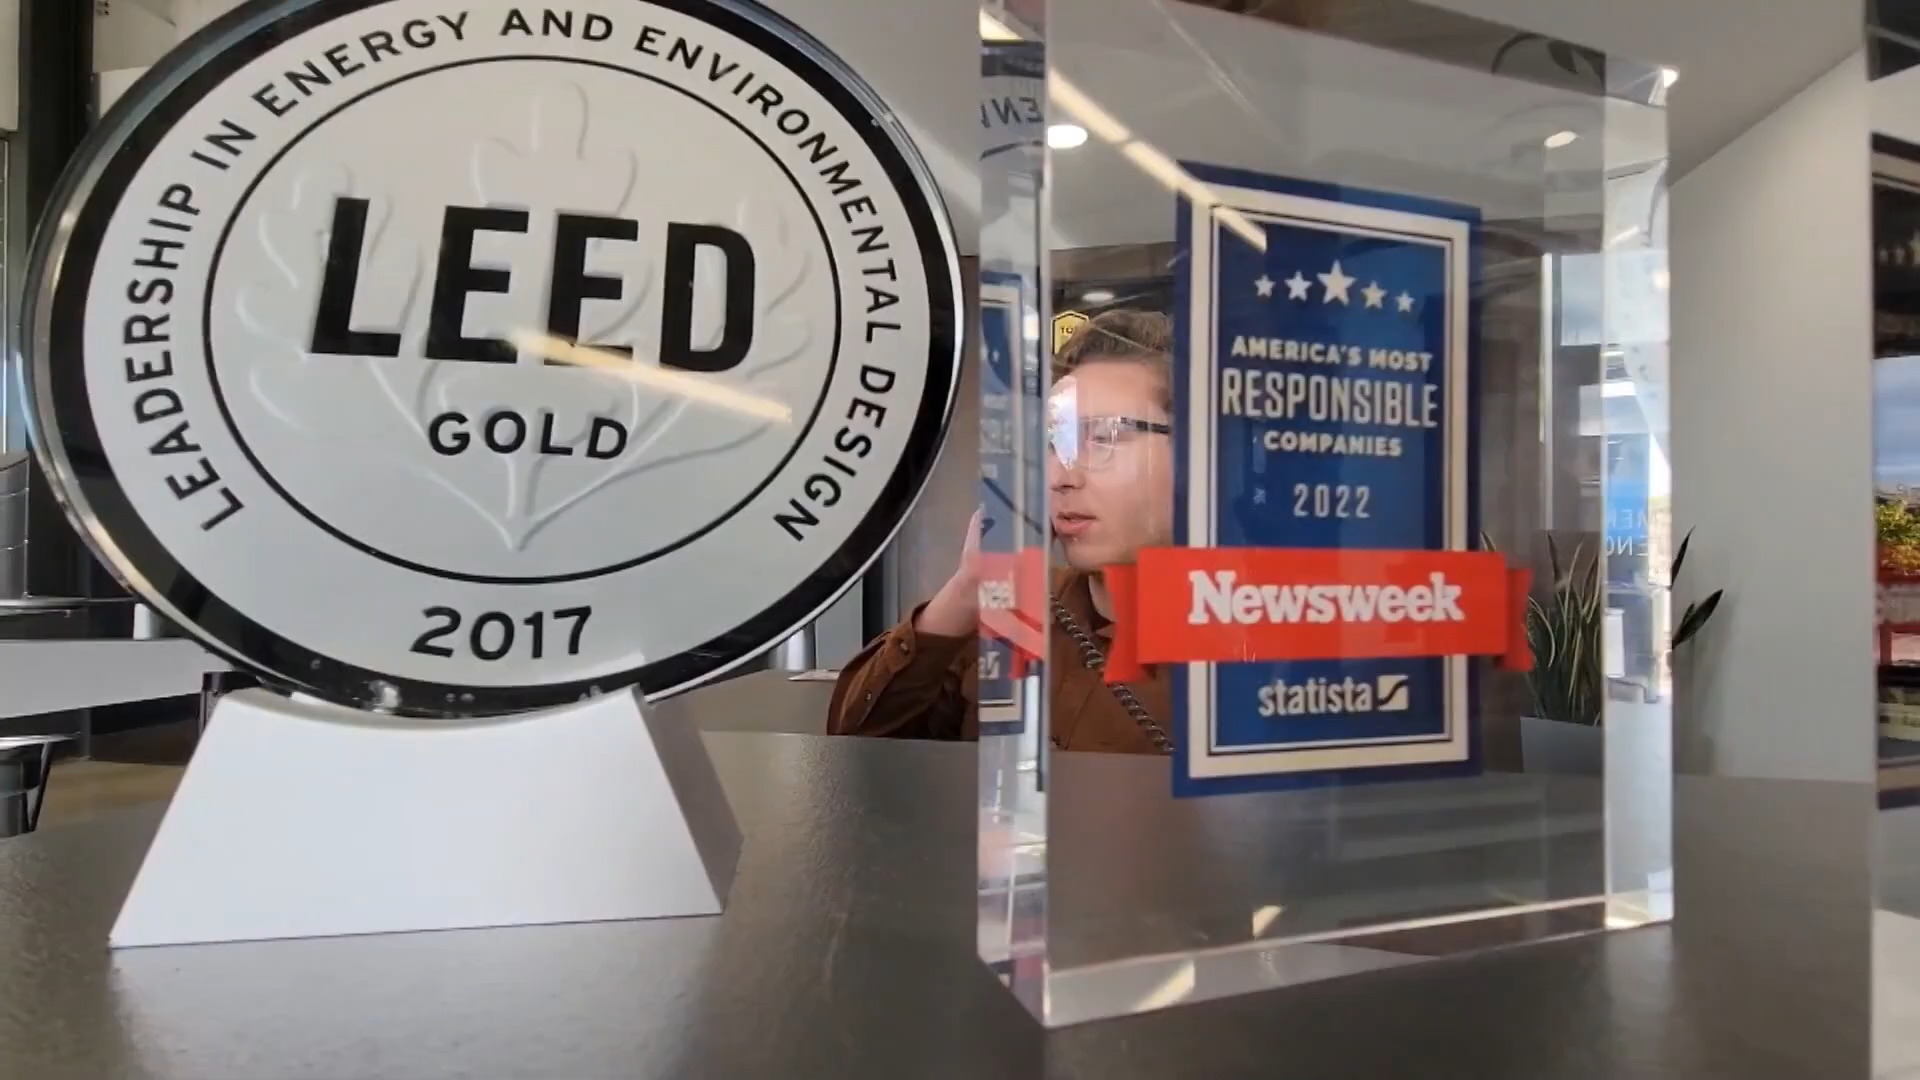 LEADERSHIP IN ENERGY AND ENVIRONMENTAL DESIGN
LEED
GOLD
2017
AMERICA'S MOST
RESPONSIBLE
COMPANIES
2022
Newsweek
statista